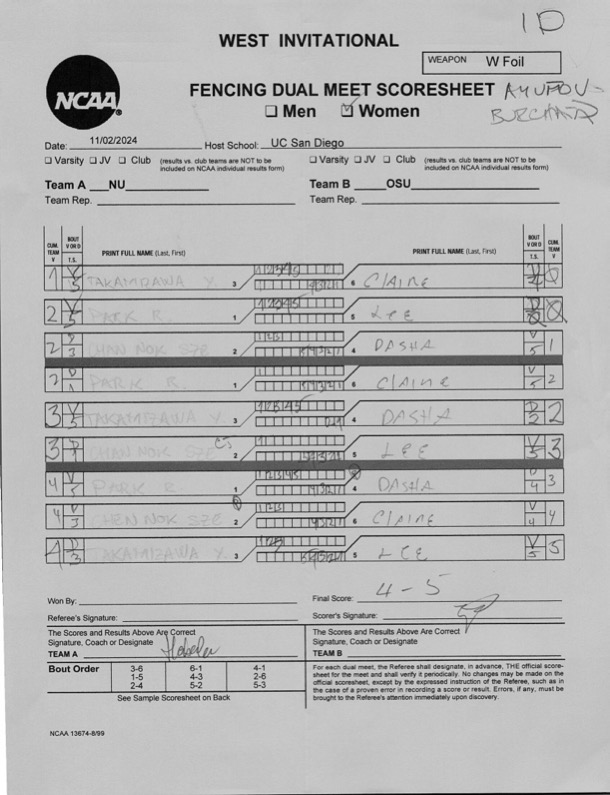 1D
WEST INVITATIONAL
WEAPON W Foil
NCAA
FENCING DUAL MEET SCORESHEET
Men Women
Date: 11/02/2024 Host School: UC San Diego
Varsity JV Club (results vs. club teams are NOT to be included on NCAA individual results form) Varsity JV Club (results vs. club teams are NOT to be included on NCAA individual results form)
Team A NU Team B OSU
Team Rep. Team Rep.
CUM. TEAM V BOUT V OR D T.S. PRINT FULL NAME (Last, First) PRINT FULL NAME (Last, First) BOUT V OR D T.S. CUM. TEAM V
1 V 5 TAKAMIZAWA Y. 3 6 CLAIRE D 0
2 V 5 PARK R. 1 5 LEE D 0
2 D 3 CHAN NOK SZE 2 4 DASHA V 5 1
2 D 1 PARK R. 1 6 CLAIRE V 5 2
3 V 5 TAKAMIZAWA Y. 3 4 DASHA D 2 2
3 D CHAN NOK SZE 2 5 LEE V 5 3
4 V 5 PARK R. 1 4 DASHA D 4 3
4 V 3 CHEN NOK SZE 2 6 CLAIRE V 4 4
4 D 3 TAKAMIZAWA Y. 3 5 LEE V 5 5
Won By: Final Score: 4-5
Referee's Signature: Scorer's Signature:
The Scores and Results Above Are Correct The Scores and Results Above Are Correct
Signature, Coach or Designate Signature, Coach or Designate
TEAM A TEAM B
Bout Order 3-6 6-1 4-1
1-5 4-3 2-6
2-4 5-2 5-3
See Sample Scoresheet on Back
For each dual meet, the Referee shall designate, in advance, THE official score-
sheet for the meet and shall verify it periodically. No changes may be made on the
official scoresheet, except by the expressed instruction of the Referee, such as in
the case of a proven error in recording a score or result. Errors, if any, must be
brought to the Referee's attention immediately upon discovery.
NCAA 13674-8/99